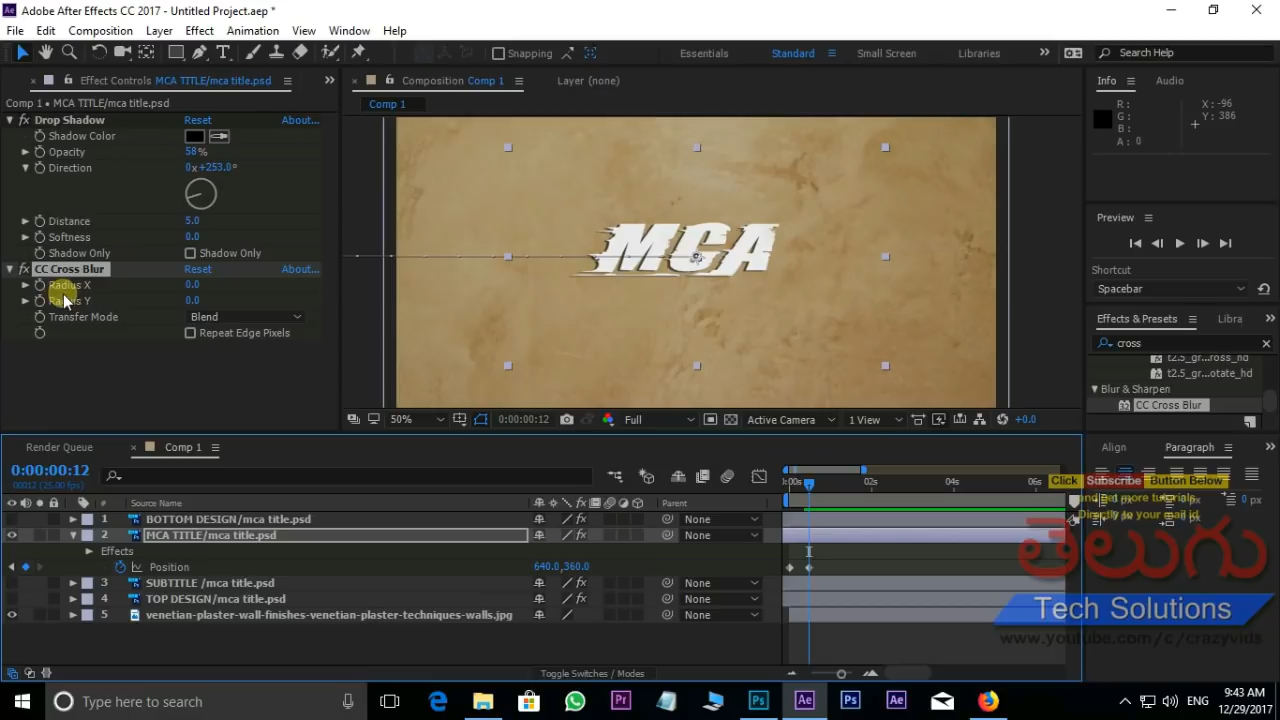 Adobe After Effects CC 2017 - Untitled Project.aep *
File Edit Composition Layer Effect Animation View Window Help
Snapping Essentials Standard Small Screen Libraries Search Help
Effect Controls MCA TITLE/mca title.psd
Comp 1 • MCA TITLE/mca title.psd
Drop Shadow Reset About...
Shadow Color
Opacity 58 %
Direction 0x+253.0°
Distance 5.0
Softness 0.0
Shadow Only Shadow Only
CC Cross Blur Reset About...
Radius X 0.0
Radius Y 0.0
Transfer Mode Blend
Repeat Edge Pixels
Composition Comp 1 Layer (none)
Comp 1
MCA
50% 0:00:00:12 Full Active Camera 1 View +0.0
Info Audio
R : X : -96
G : Y : 386
B :
A : 0
Preview
Shortcut
Spacebar
Effects & Presets Libra
cross
t2.5_gr...ross_hd
t2.5_gr...otate_hd
Blur & Sharpen
CC Cross Blur
Align Paragraph
0 px 0 px
Render Queue Comp 1
0:00:00:12
00012 (25.00 fps)
:00s 02s 04s 06s
# Source Name Parent
1 BOTTOM DESIGN/mca title.psd None
2 MCA TITLE/mca title.psd None
Effects
Position 640.0,360.0
3 SUBTITLE /mca title.psd None
4 TOP DESIGN/mca title.psd None
5 venetian-plaster-wall-finishes-venetian-plaster-techniques-walls.jpg None
Toggle Switches / Modes
Click Subscribe Button Below
and get more tutorials
Directly to your mail id
తెలుగు
Tech Solutions
www.youtube.com/c/crazyvids
Type here to search
ENG 9:43 AM
12/29/2017